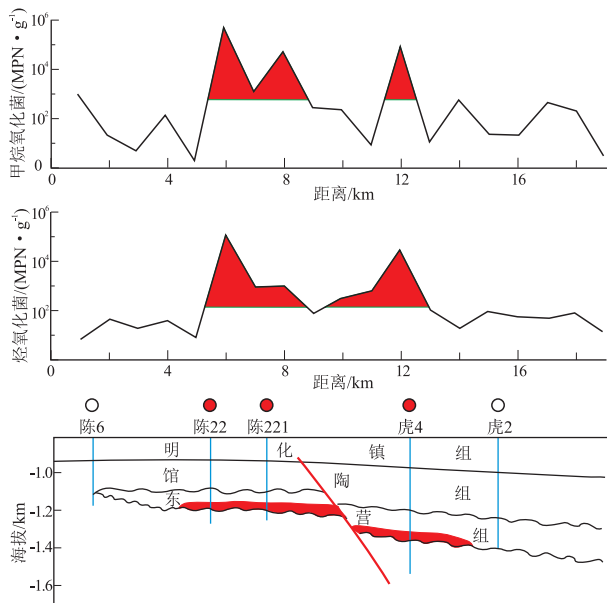 甲烷氧化菌/(MPN·g⁻¹)
10⁶
10⁴
10²
0
4
8
12
16
距离/km
烃氧化菌/(MPN·g⁻¹)
10⁶
10⁴
10²
0
4
8
12
16
距离/km
陈6
陈22
陈221
虎4
虎2
海拔/km
-1.0
-1.2
-1.4
-1.6
明 化 镇 组
馆 陶 组
东 营 组